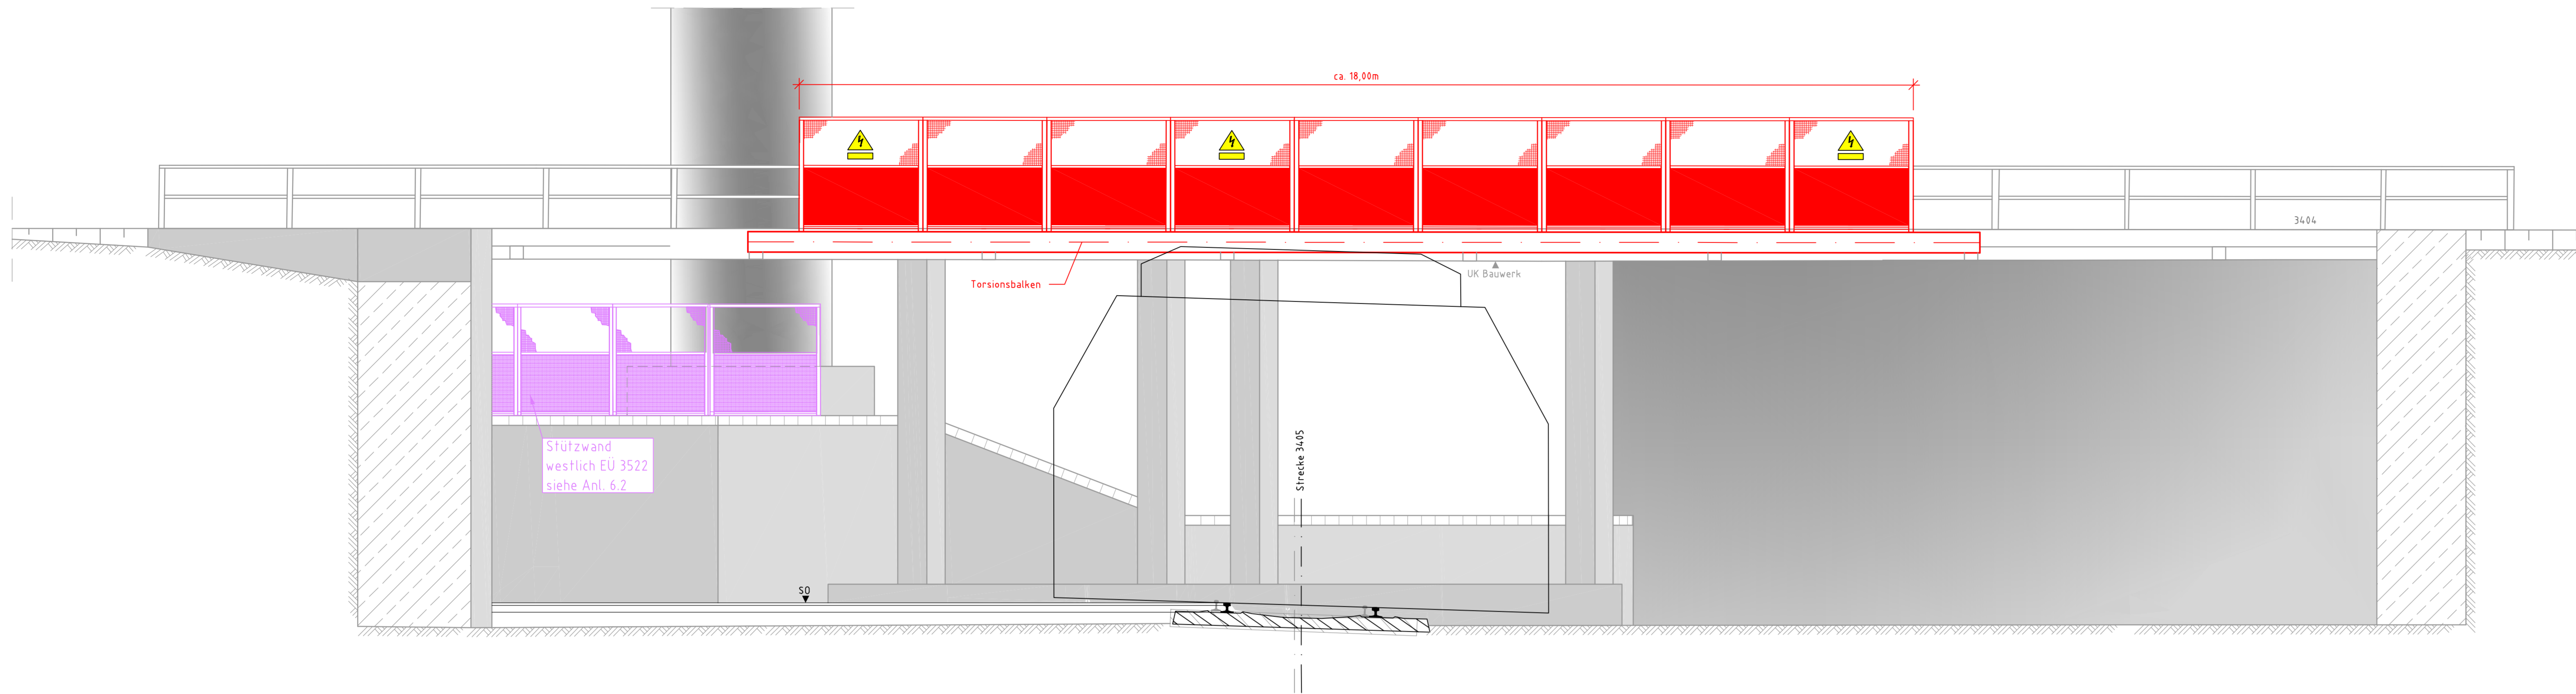 ca. 18,00m
3404
Torsionsbalken
UK Bauwerk
Stützwand
westlich EÜ 3522
siehe Anl. 6.2
Strecke 3405
SO